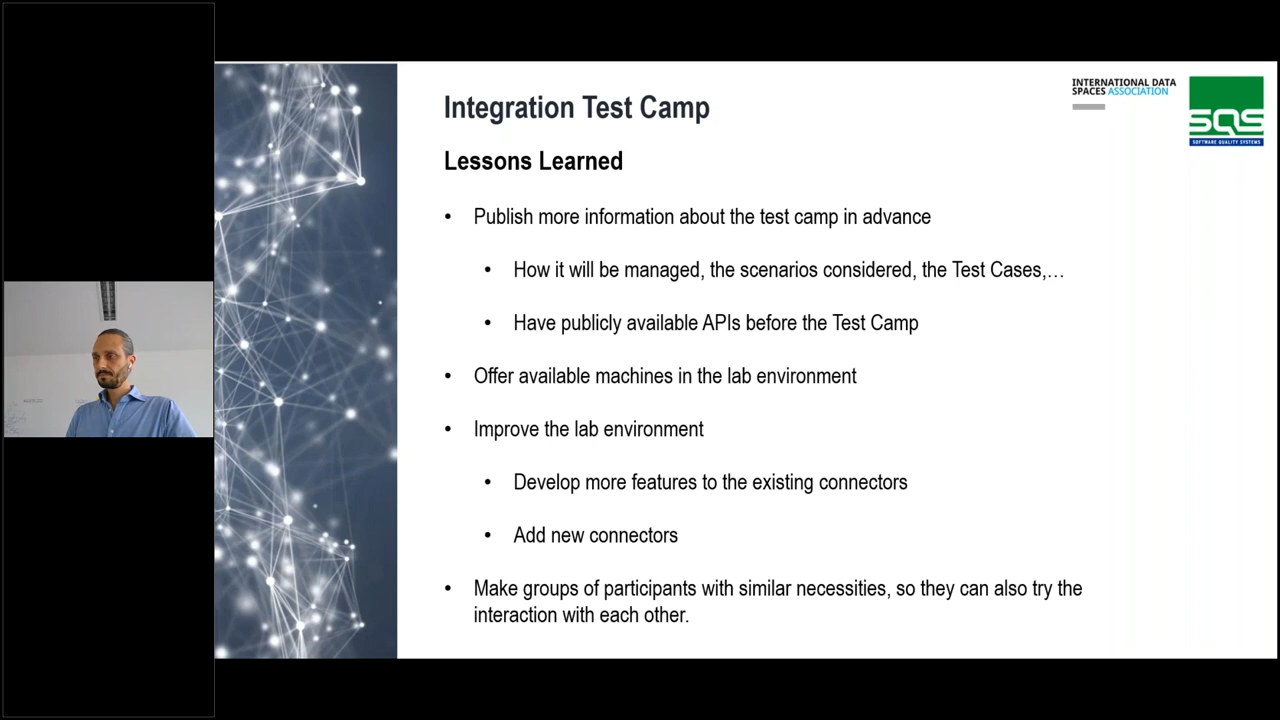 Integration Test Camp
INTERNATIONAL DATA
SPACES ASSOCIATION
SQS
SOFTWARE QUALITY SYSTEMS
Lessons Learned
• Publish more information about the test camp in advance
• How it will be managed, the scenarios considered, the Test Cases,…
• Have publicly available APIs before the Test Camp
• Offer available machines in the lab environment
• Improve the lab environment
• Develop more features to the existing connectors
• Add new connectors
• Make groups of participants with similar necessities, so they can also try the
interaction with each other.